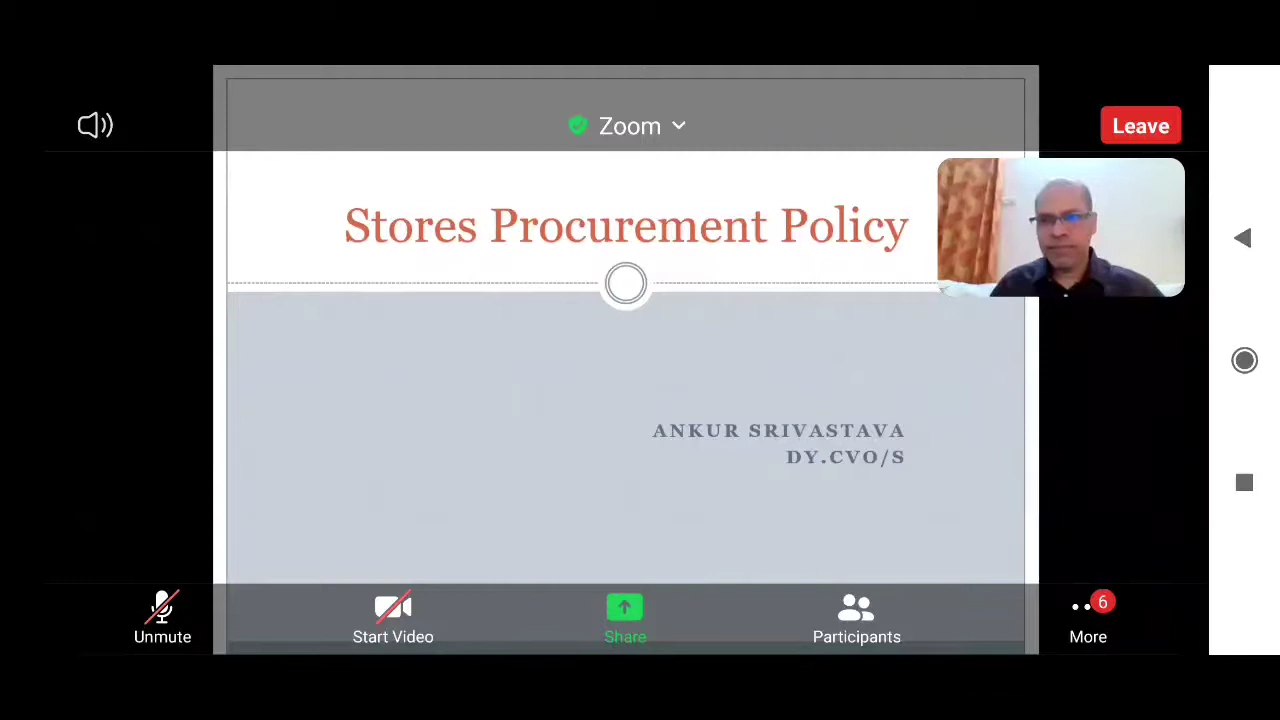 Zoom
Leave
Stores Procurement Policy
ANKUR SRIVASTAVA
DY.CVO/S
Unmute
Start Video
Share
Participants
6
More